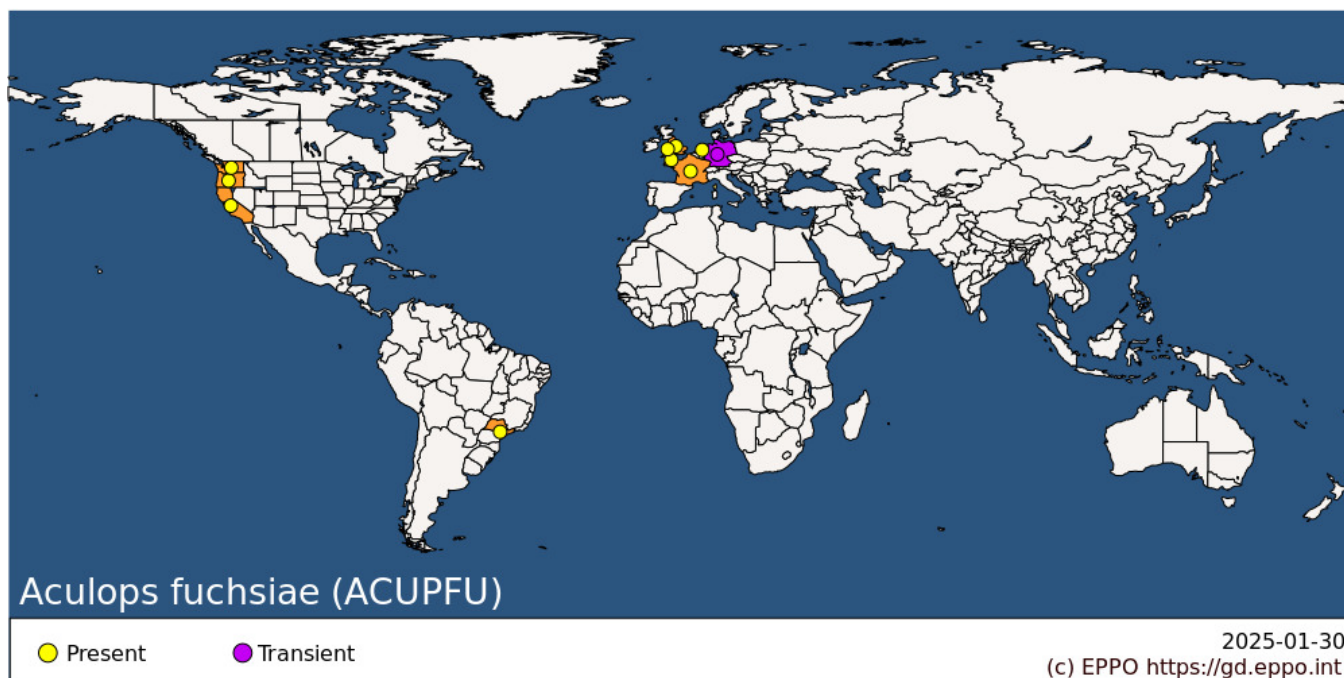 Aculops fuchsiae (ACUPFU)
Present
Transient
2025-01-30
(c) EPPO https://gd.eppo.int